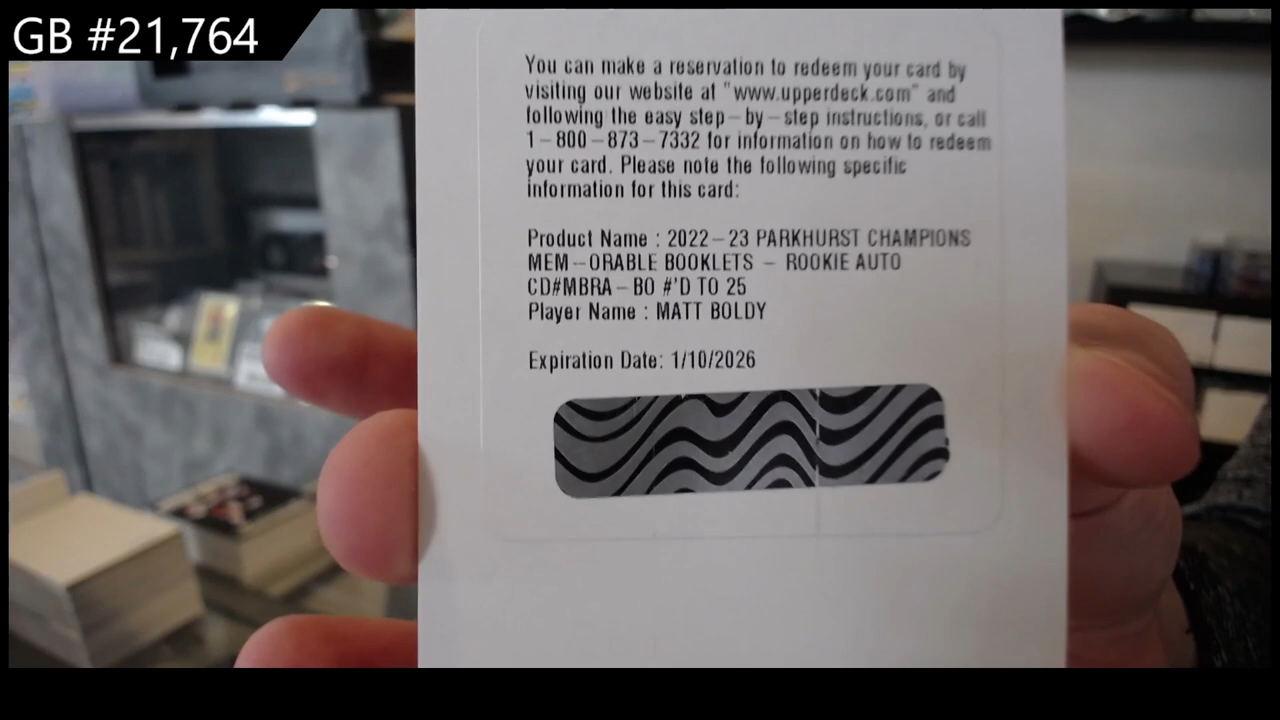 GB #21,764
You can make a reservation to redeem your card by
visiting our website at "www.upperdeck.com" and
following the easy step-by-step instructions, or call
1-800-873-7332 for information on how to redeem
your card. Please note the following specific
information for this card:
Product Name : 2022-23 PARKHURST CHAMPIONS
MEM-ORABLE BOOKLETS - ROOKIE AUTO
CD#MBRA-BO #'D TO 25
Player Name : MATT BOLDY
Expiration Date: 1/10/2026